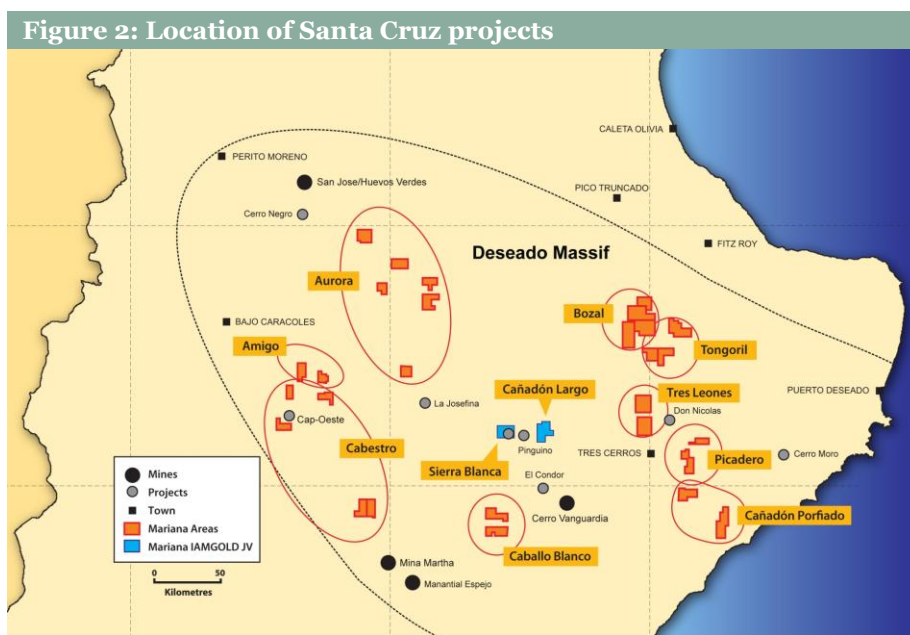 Figure 2: Location of Santa Cruz projects
CALETA OLIVIA
PERITO MORENO
San Jose/Huevos Verdes
PICO TRUNCADO
Cerro Negro
FITZ ROY
Deseado Massif
Aurora
Bozal
BAJO CARACOLES
Amigo
Tongoril
Cañadón Largo
Tres Leones
PUERTO DESEADO
La Josefina
Don Nicolas
Cap-Oeste
Cabestro
Pinguino
TRES CERROS
Picadero
Cerro Moro
Sierra Blanca
El Condor
Mines
Projects
Town
Mariana Areas
Mariana IAMGOLD JV
0 50
Kilometres
Cerro Vanguardia
Cañadón Porfiado
Caballo Blanco
Mina Martha
Manantial Espejo